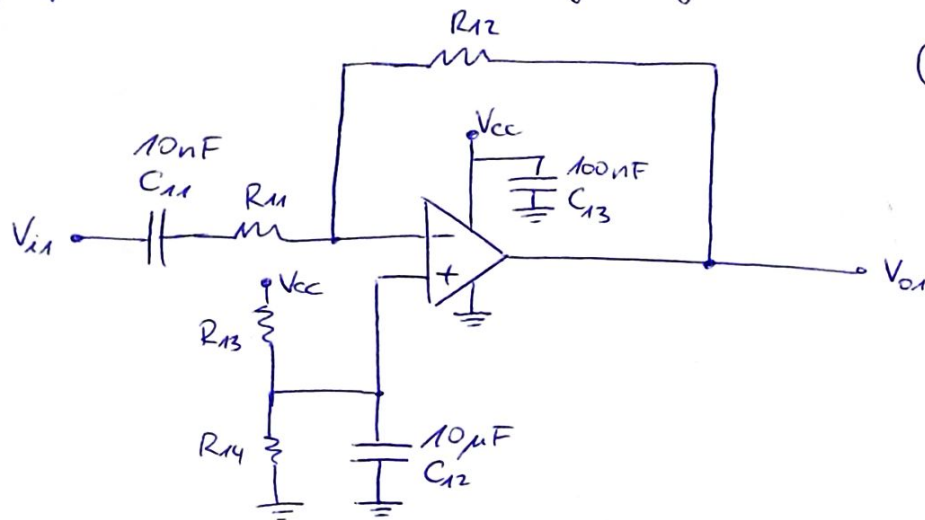 R12
(
Vcc
10nF
C11
100nF
C13
R11
Vi1
−
+
Vo1
Vcc
R13
R14
10μF
C12